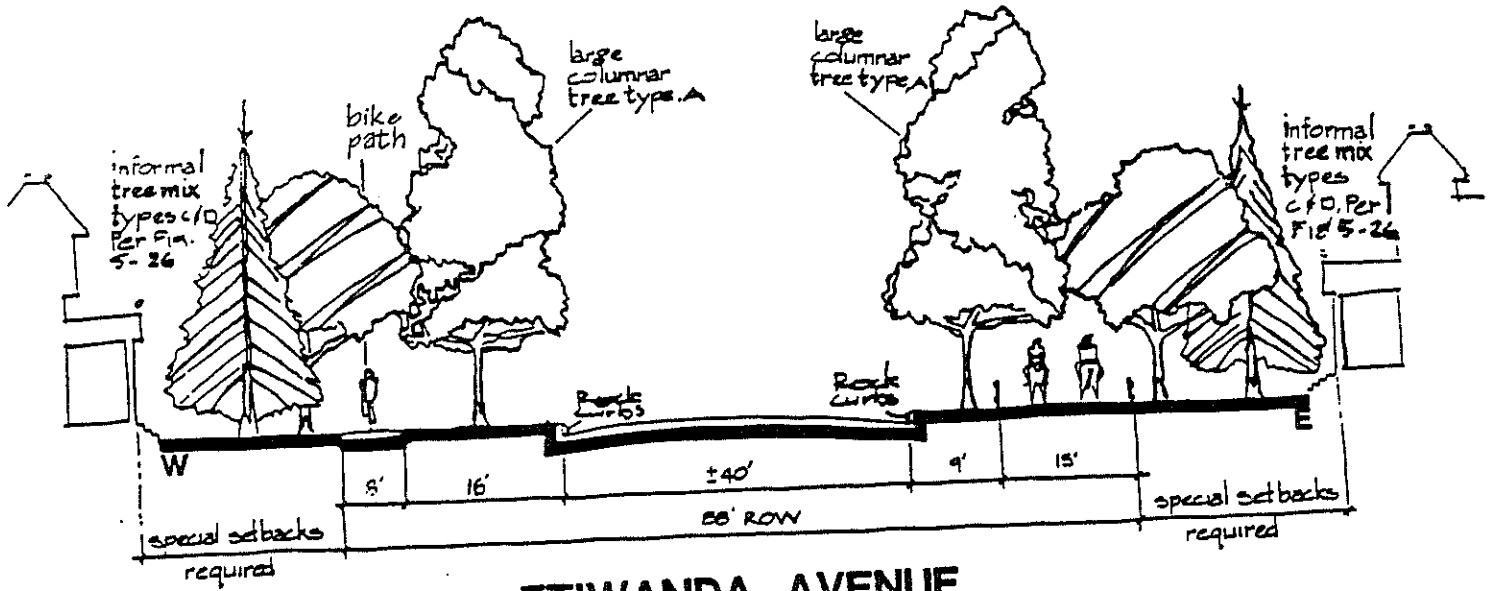 large
columnar
tree type.A
large
columnar
tree type A
bike
path
informal
tree mix
types c/D
Per Fig.
5-26
informal
tree mix
types
c/D, Per
Fig 5-26
Rock
curbs
Rock
curbs
W
E
8'
16'
±40'
9'
15'
88' ROW
special setbacks
required
special setbacks
required
ETIWANDA AVENUE